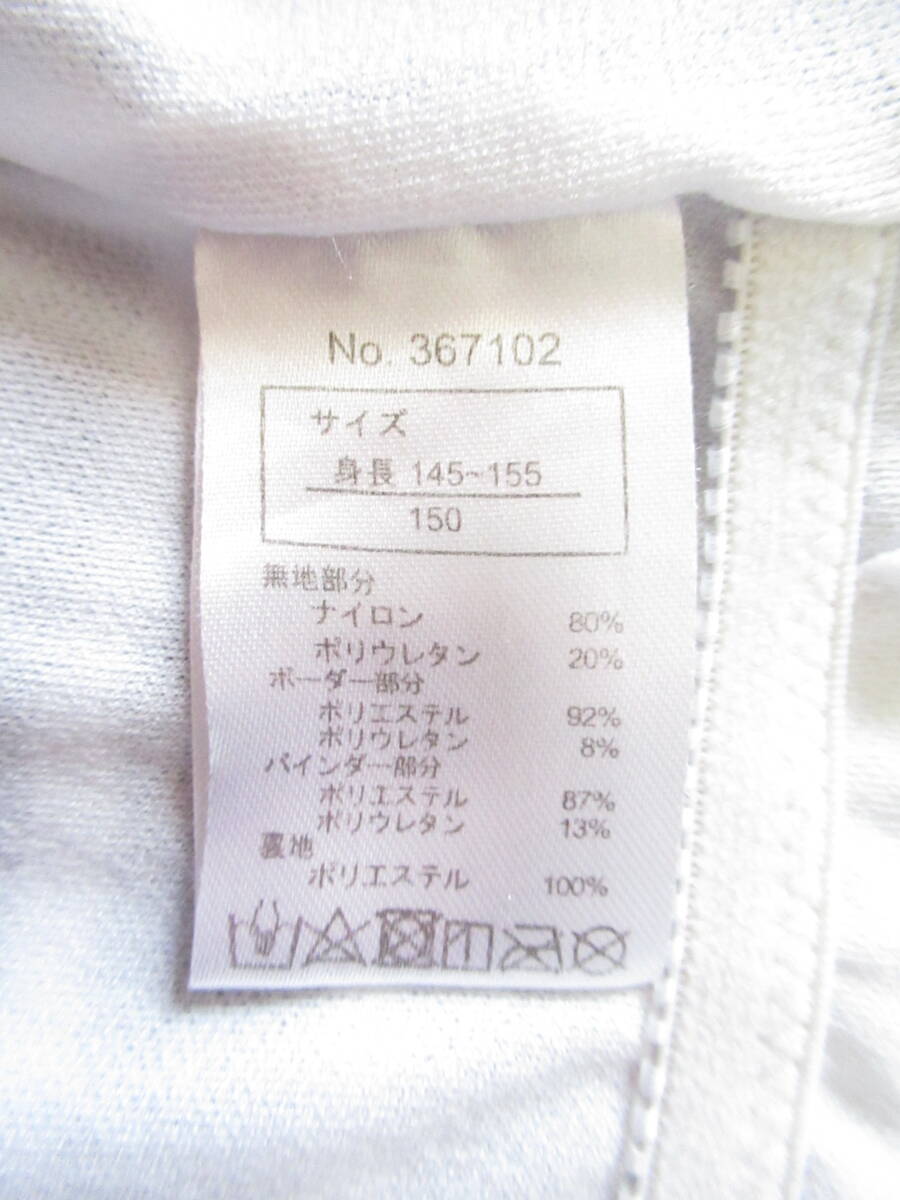 No. 367102
サイズ
身長 145~155
150
無地部分
ナイロン 80%
ポリウレタン 20%
ボーダー部分
ポリエステル 92%
ポリウレタン 8%
バインダー部分
ポリエステル 87%
ポリウレタン 13%
裏地
ポリエステル 100%